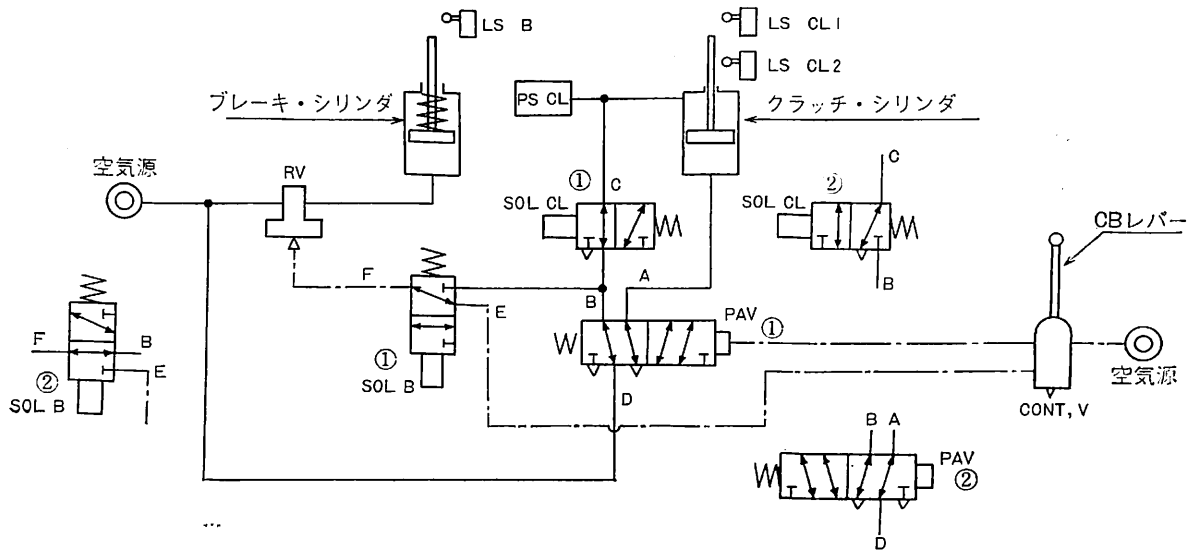 LS B
LS CL1
LS CL2
ブレーキ・シリンダ
PS CL
クラッチ・シリンダ
空気源
RV
① C
SOL CL
② C
SOL CL
CBレバー
F
E
B
A
B
PAV ①
F
B
E
②
SOL B
①
SOL B
D
空気源
CONT, V
B A
PAV
②
D